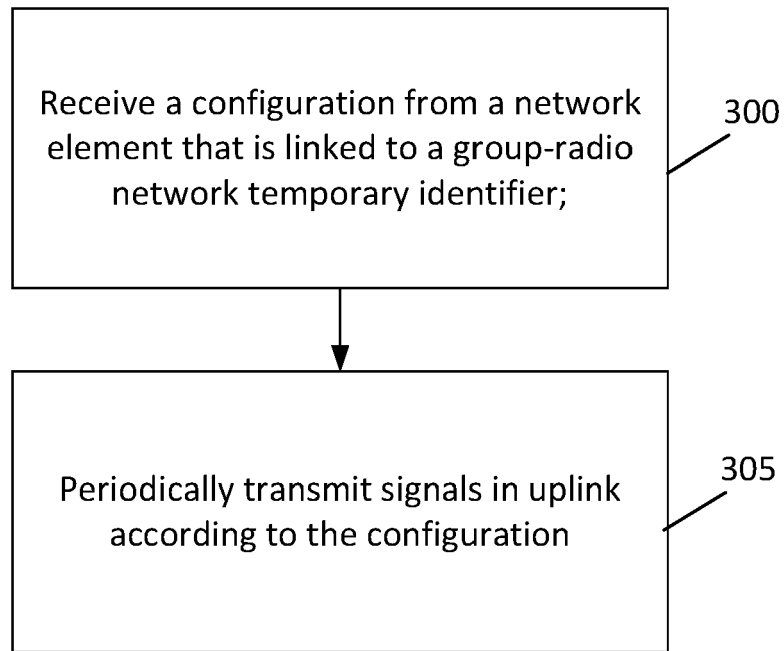 Receive a configuration from a network
element that is linked to a group-radio
network temporary identifier;
300
Periodically transmit signals in uplink
according to the configuration
305